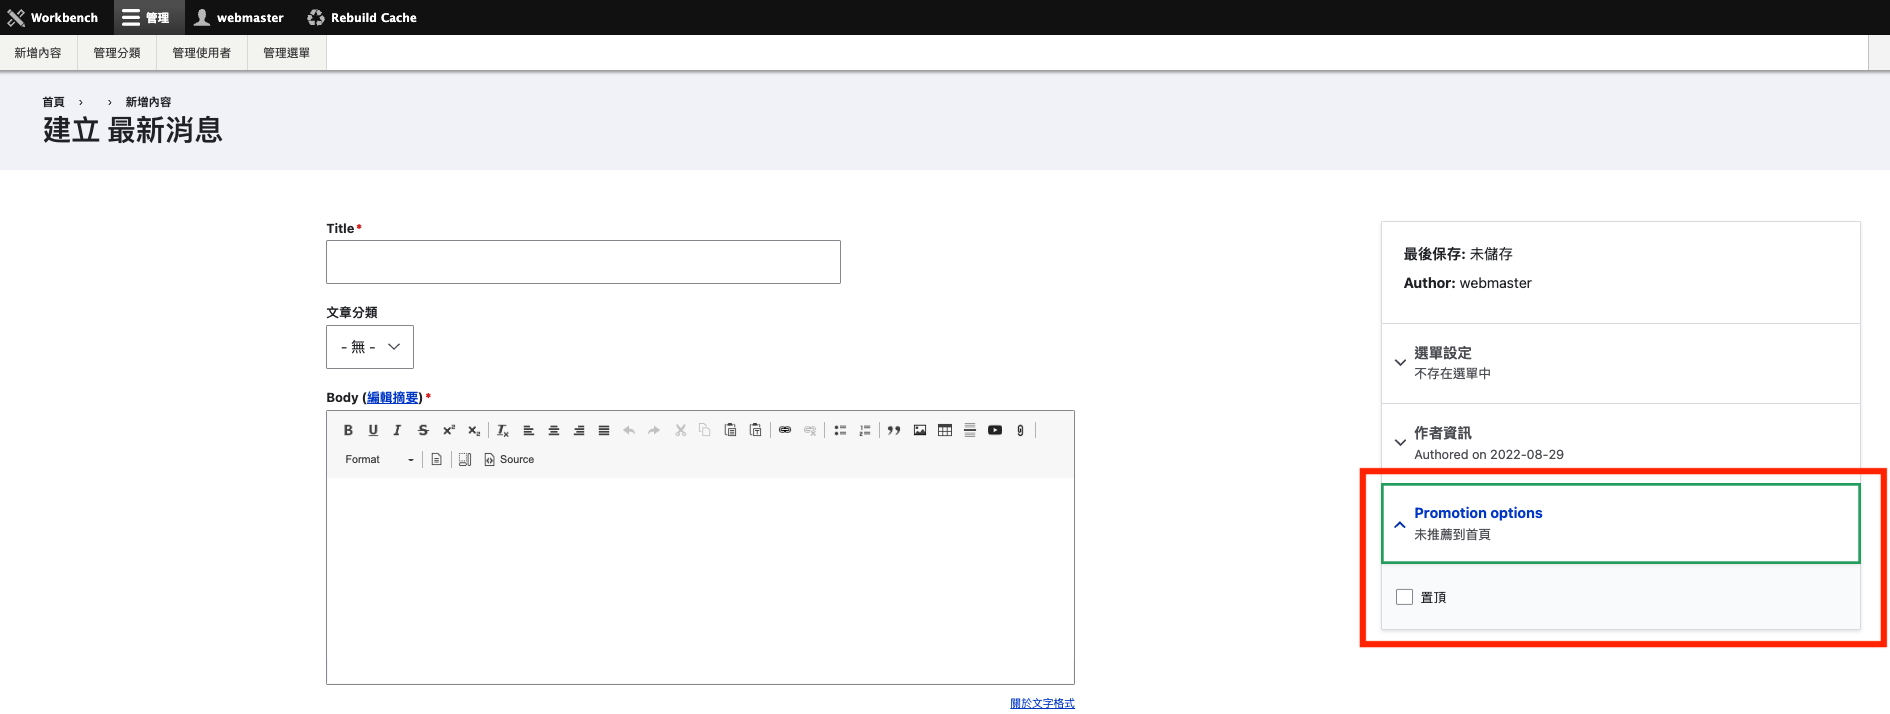 Workbench 管理 webmaster Rebuild Cache
新增內容 管理分類 管理使用者 管理選單
首頁 › › 新增內容
建立 最新消息
Title*
文章分類
- 無 -
Body (編輯摘要)*
Format Source
關於文字格式
最後保存: 未儲存
Author: webmaster
選單設定
不存在選單中
作者資訊
Authored on 2022-08-29
Promotion options
未推薦到首頁
置頂